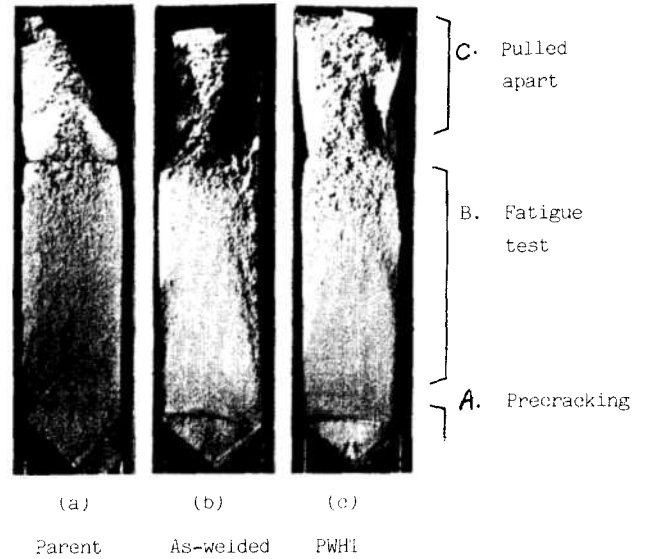 C. Pulled
apart
B. Fatigue
test
A. Precracking
(a) (b) (c)
Parent As-welded PWHT